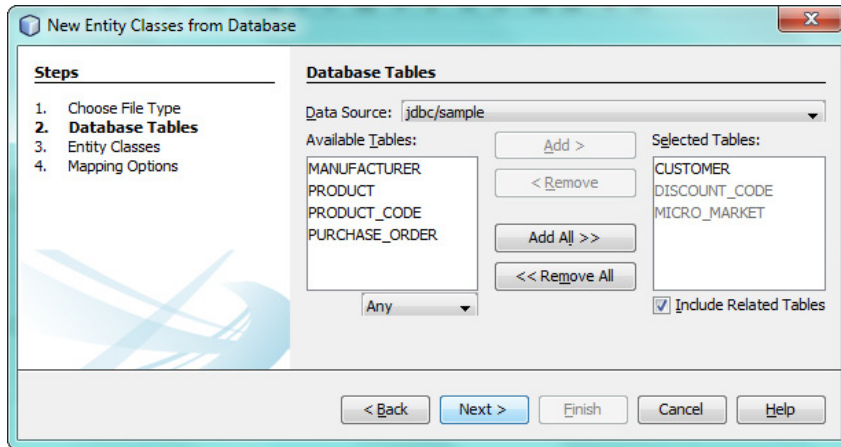 New Entity Classes from Database
Steps
1. Choose File Type
2. Database Tables
3. Entity Classes
4. Mapping Options
Database Tables
Data Source: jdbc/sample
Available Tables:
MANUFACTURER
PRODUCT
PRODUCT_CODE
PURCHASE_ORDER
Any
Add >
< Remove
Add All >>
<< Remove All
Selected Tables:
CUSTOMER
DISCOUNT_CODE
MICRO_MARKET
Include Related Tables
< Back Next > Finish Cancel Help